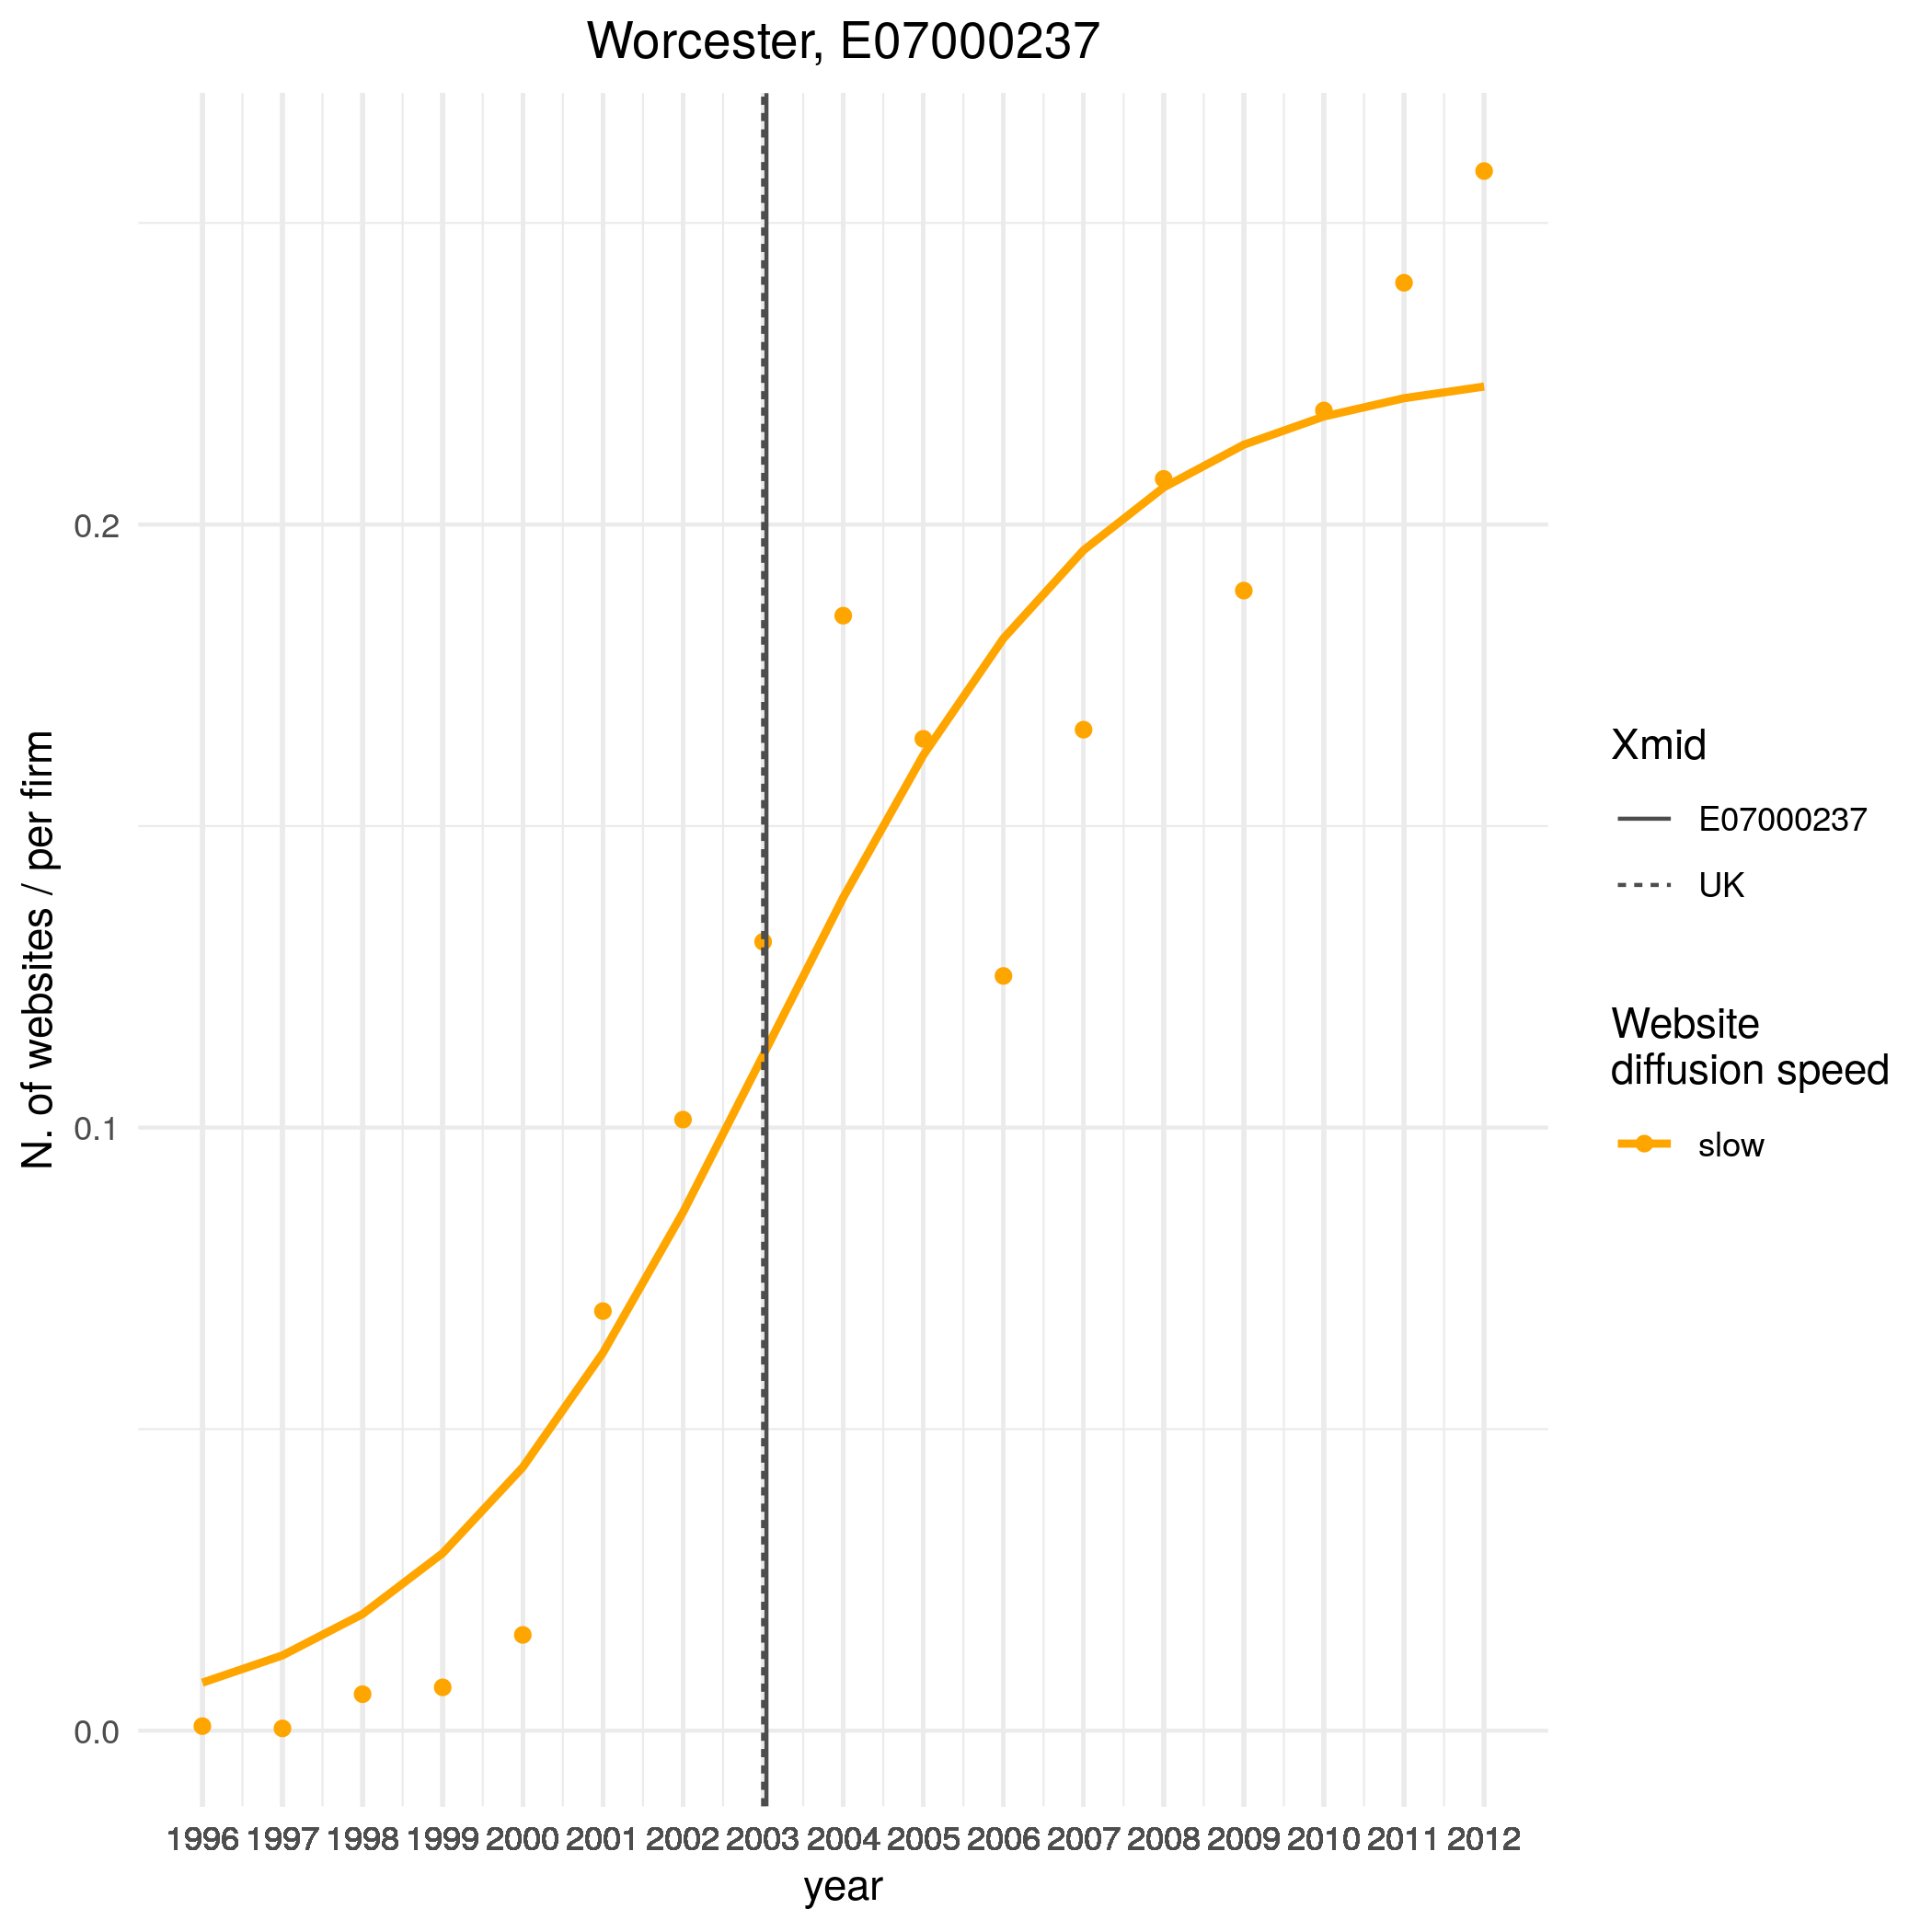 Worcester, E07000237
N. of websites / per firm
0.2
0.1
0.0
1996 1997 1998 1999 2000 2001 2002 2003 2004 2005 2006 2007 2008 2009 2010 2011 2012
year
Xmid
E07000237
UK
Website
diffusion speed
slow